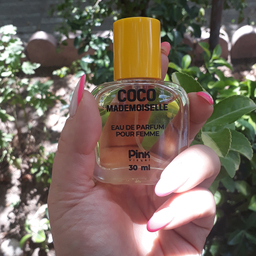 COCO
MADEMOISELLE
EAU DE PARFUM
POUR FEMME
Pink
30 ml